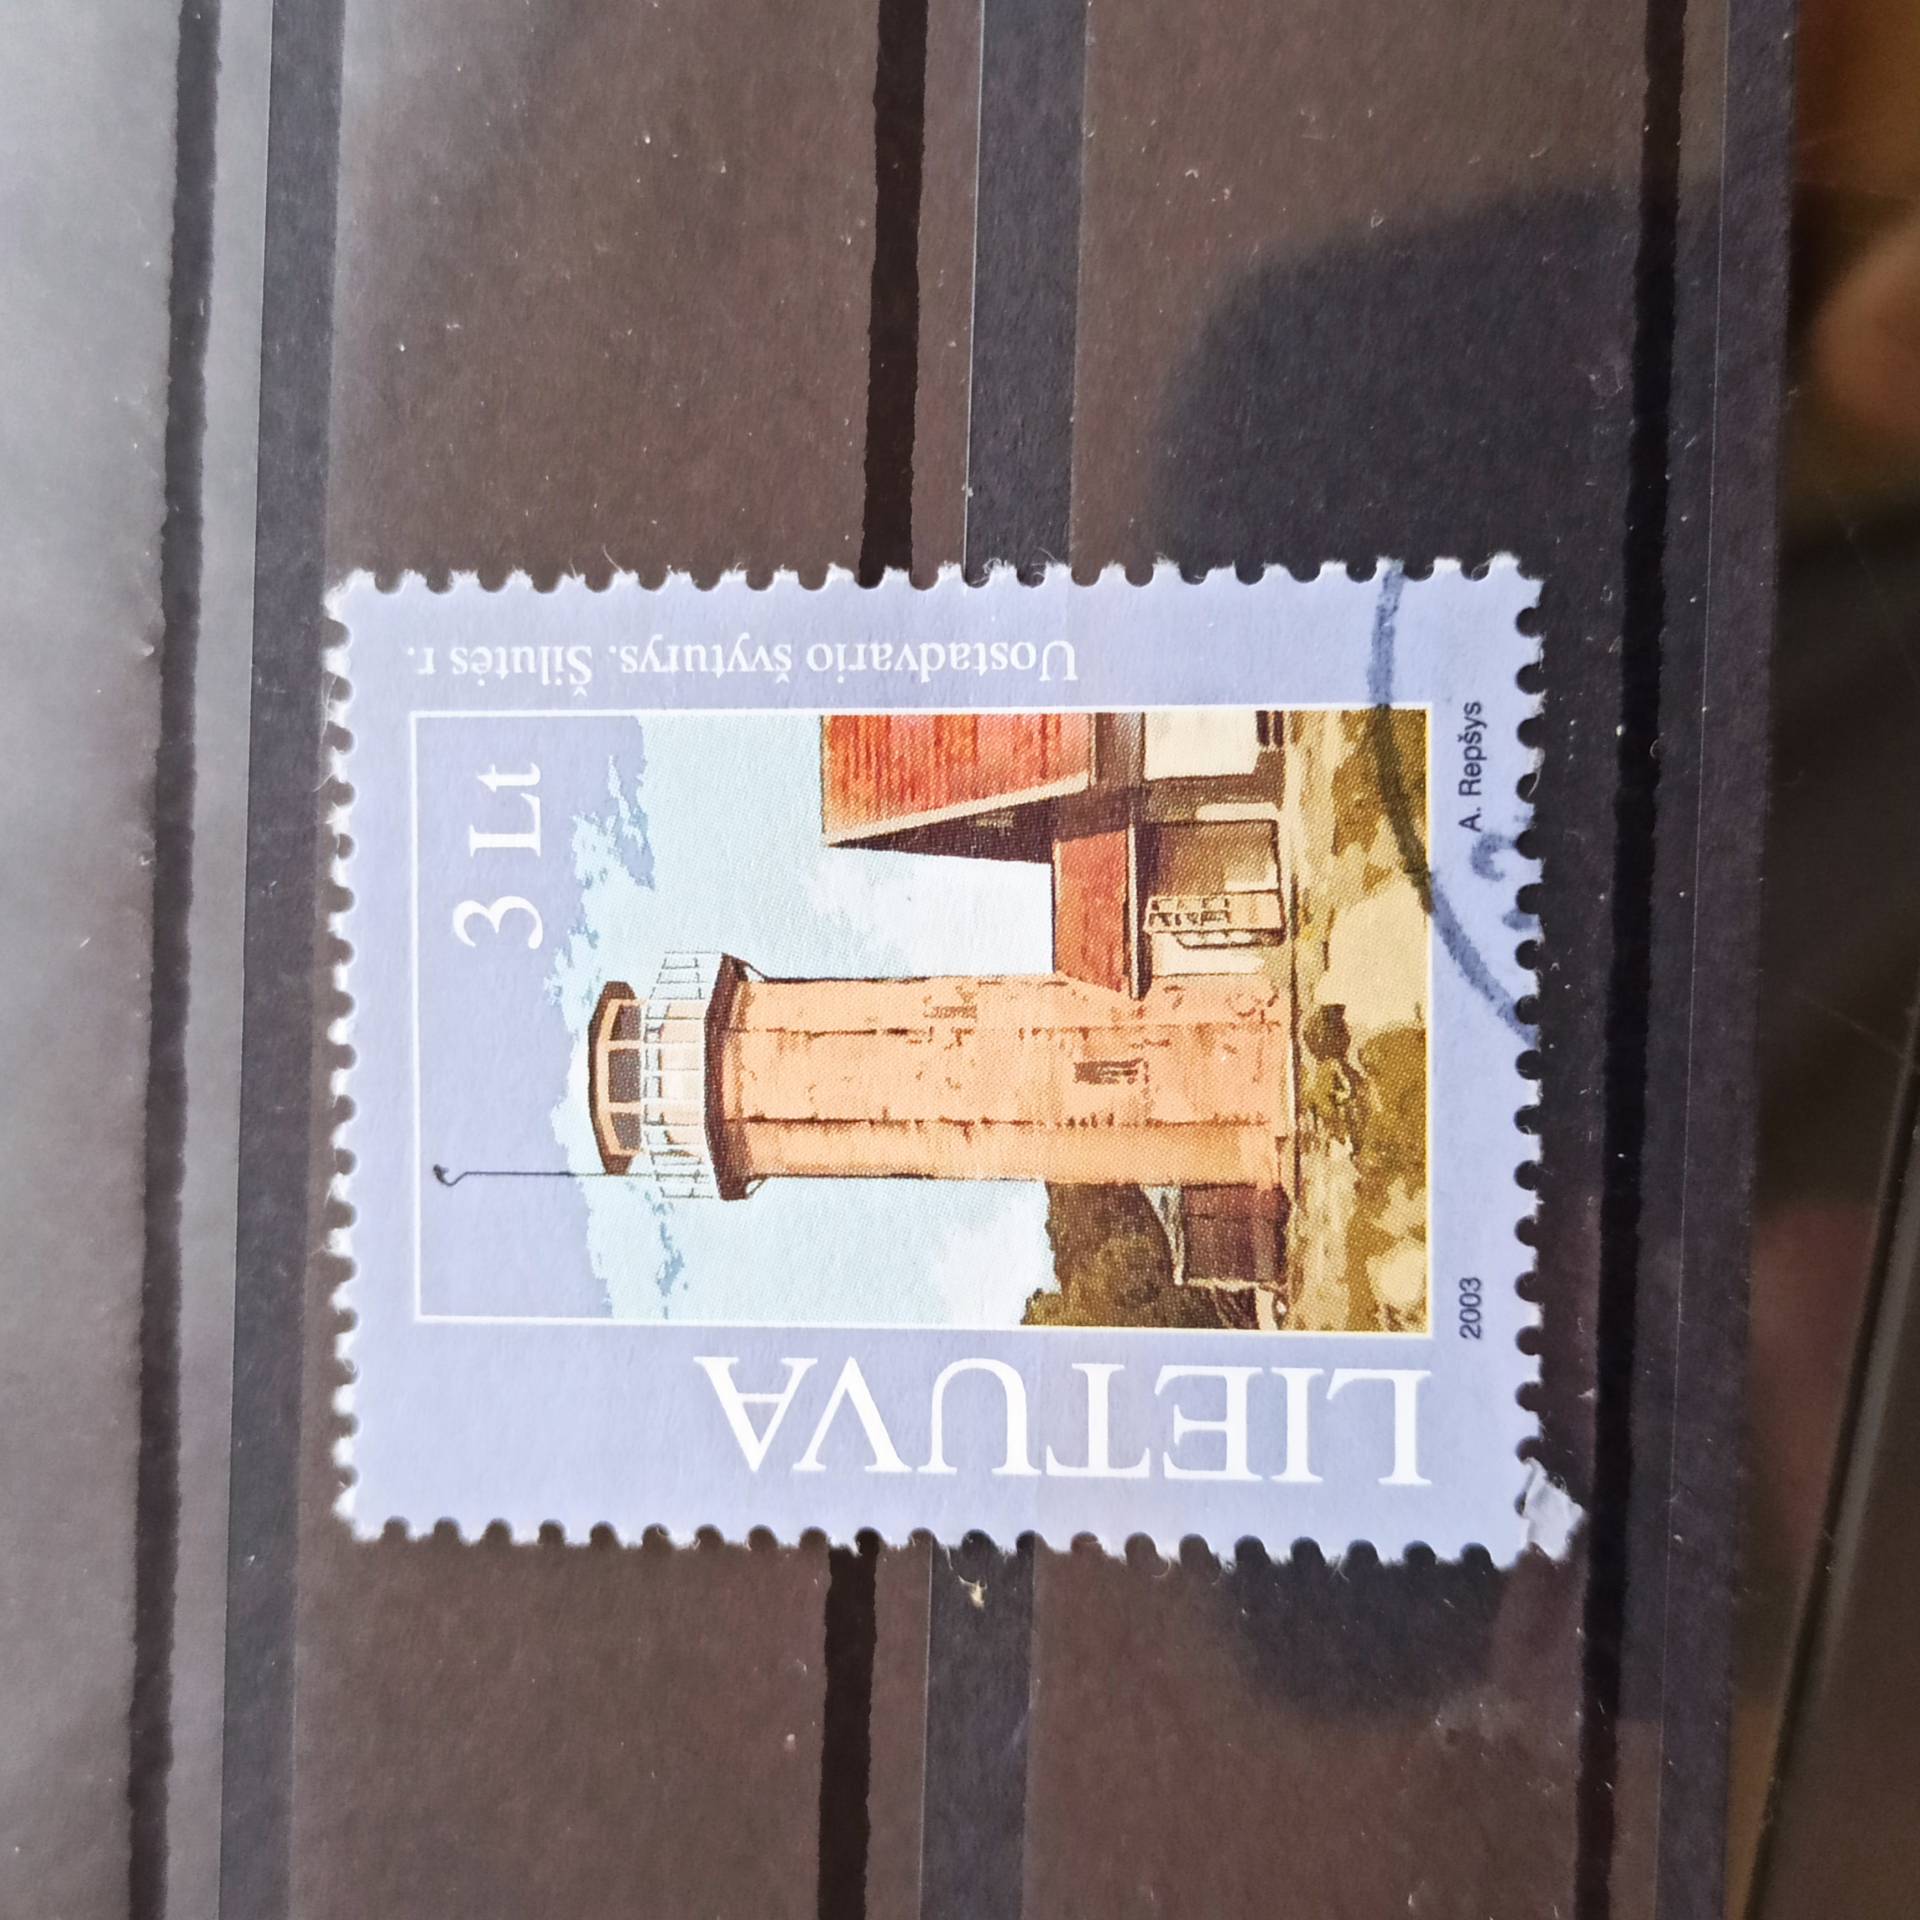 LIETUVA
3 Lt
Uostadvario švyturys. Šilutės r.
2003
A. Repšys